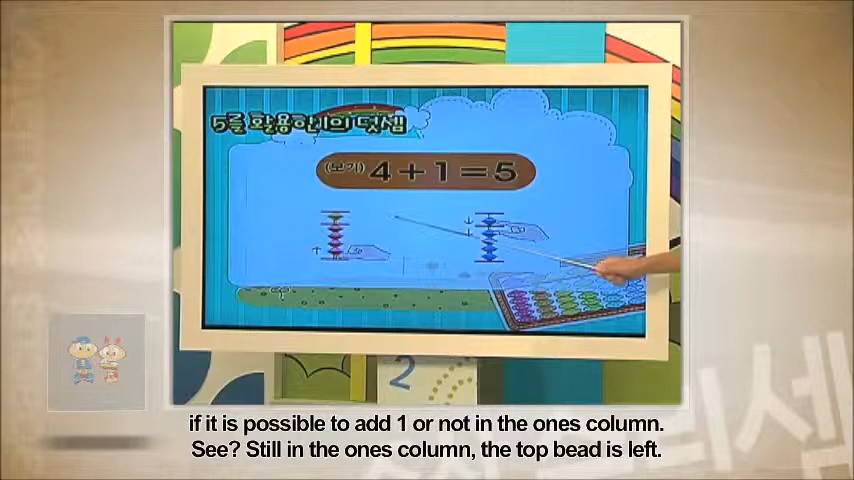 5를 활용한 1의 덧셈
(보기) 4+1=5
2
if it is possible to add 1 or not in the ones column.
See? Still in the ones column, the top bead is left.